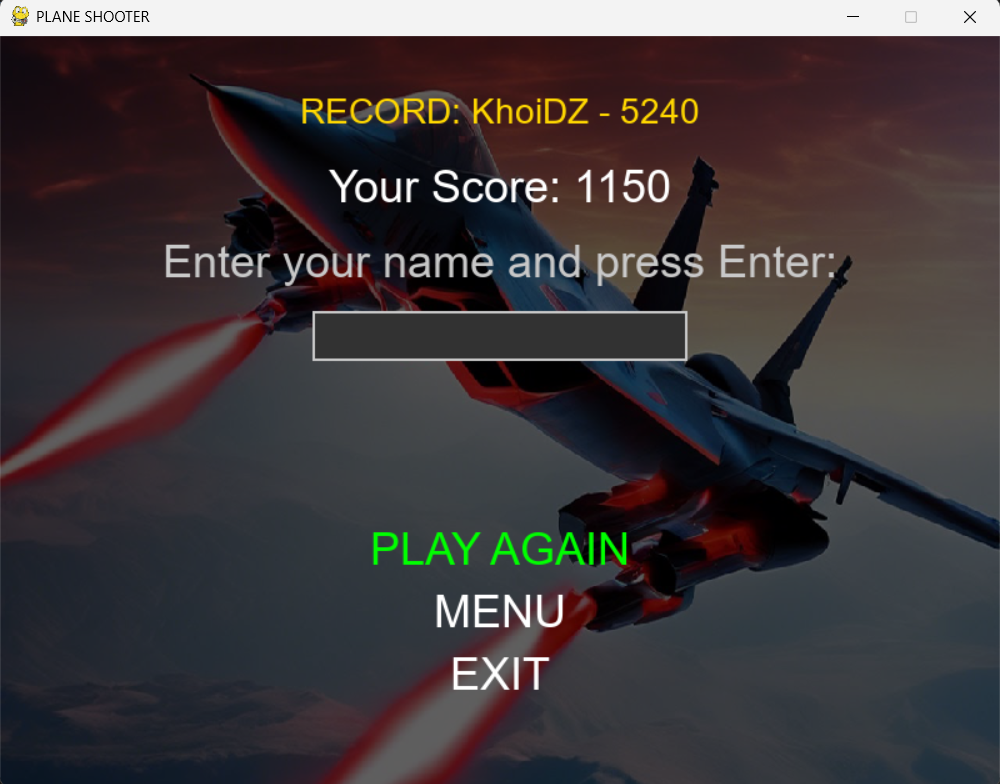 PLANE SHOOTER
RECORD: KhoiDZ - 5240
Your Score: 1150
Enter your name and press Enter:
PLAY AGAIN
MENU
EXIT